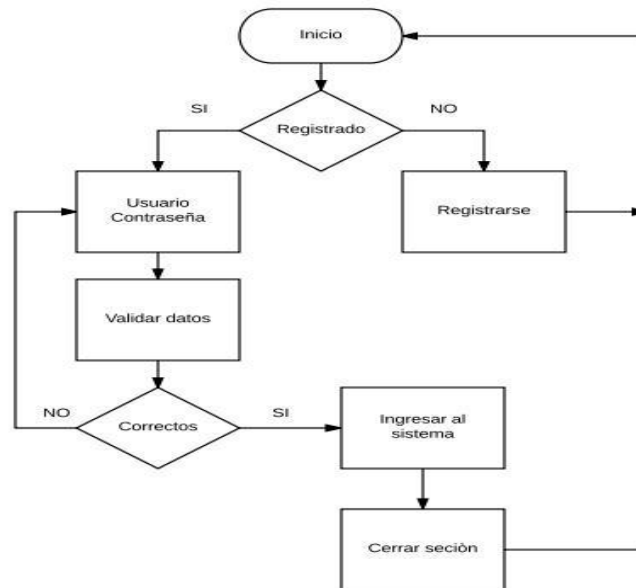 Inicio
SI
NO
Registrado
Usuario
Contraseña
Registrarse
Validar datos
NO
Correctos
SI
Ingresar al
sistema
Cerrar seciòn